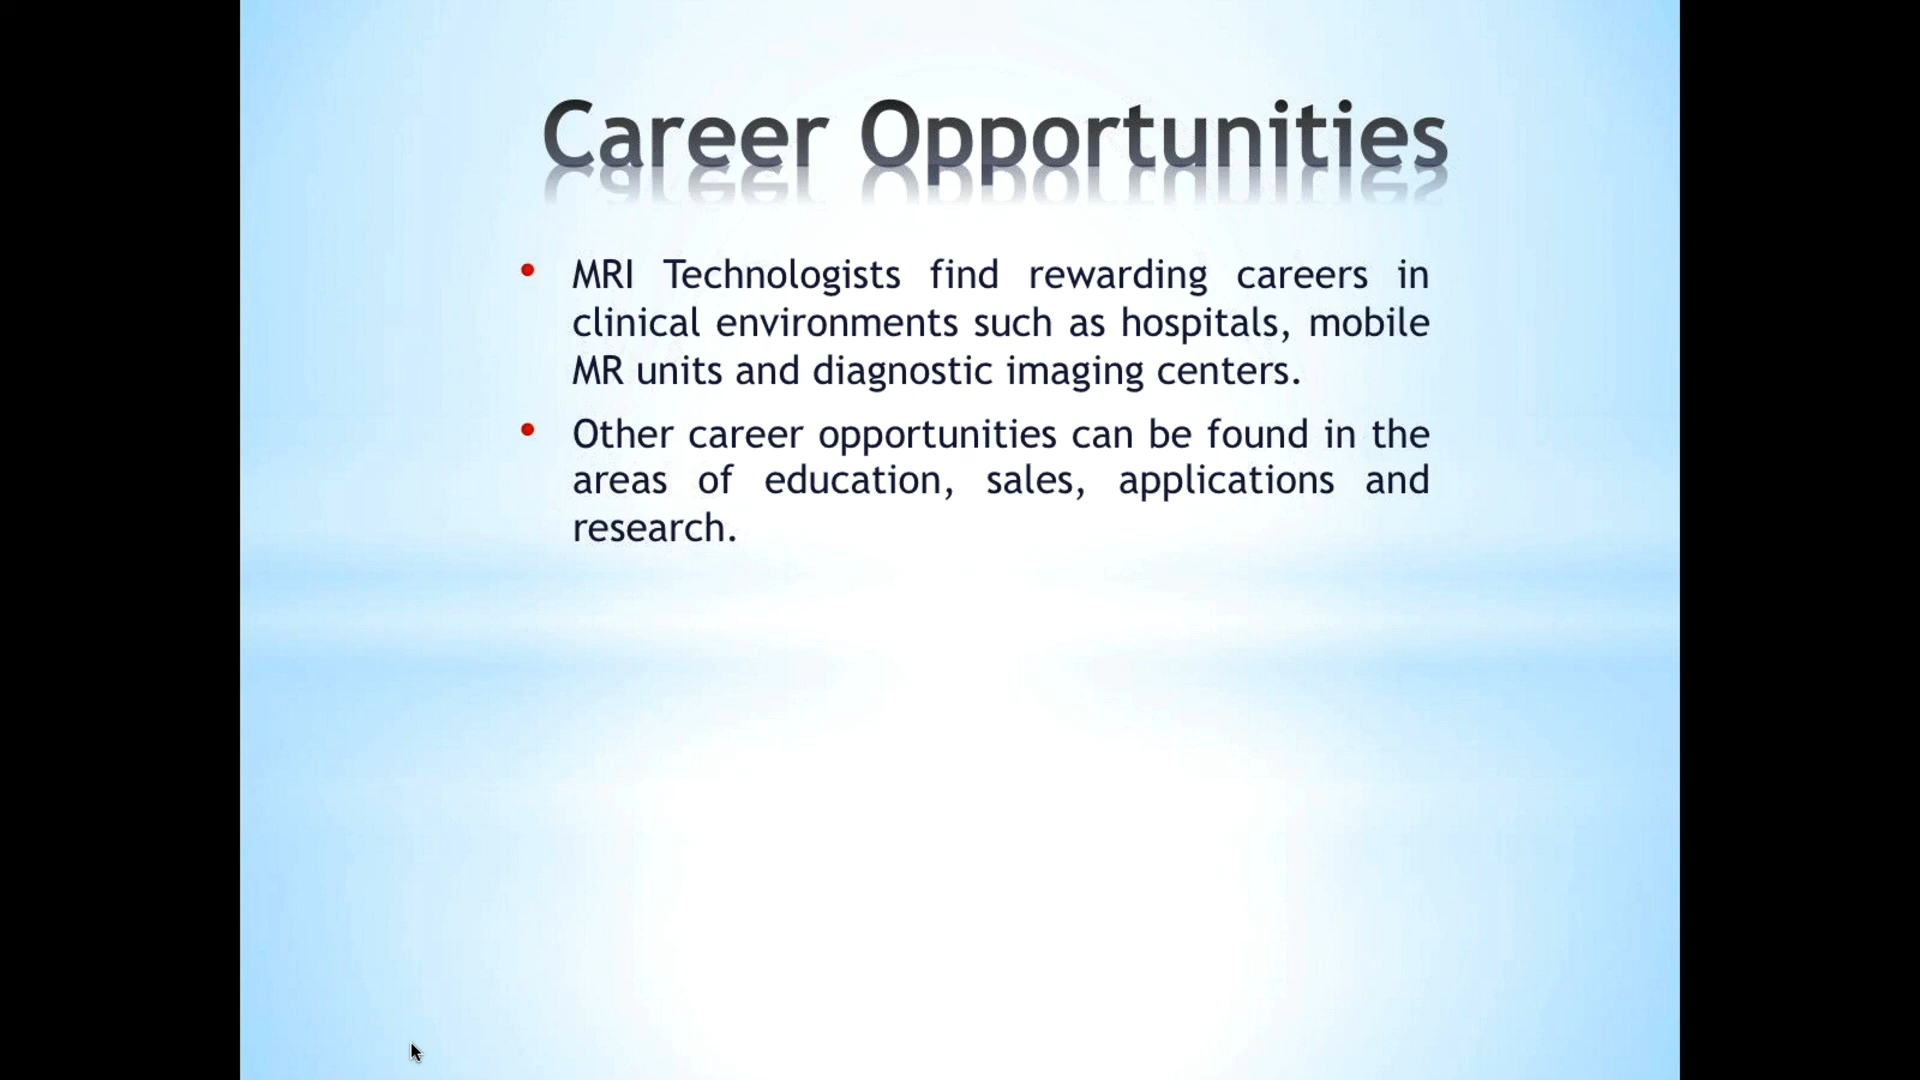 Career Opportunities
• MRI Technologists find rewarding careers in
clinical environments such as hospitals, mobile
MR units and diagnostic imaging centers.
• Other career opportunities can be found in the
areas of education, sales, applications and
research.